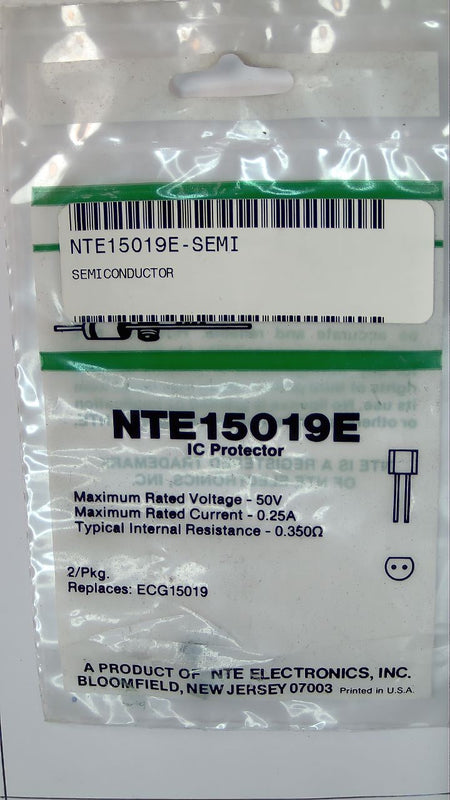 NTE15019E-SEMI
SEMICONDUCTOR
NTE15019E
IC Protector
Maximum Rated Voltage - 50V
Maximum Rated Current - 0.25A
Typical Internal Resistance - 0.350Ω
2/Pkg.
Replaces: ECG15019
A PRODUCT OF NTE ELECTRONICS, INC.
BLOOMFIELD, NEW JERSEY 07003 Printed in U.S.A.